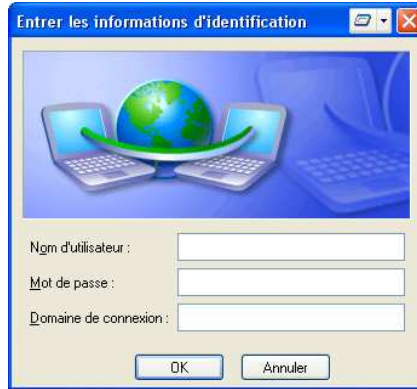 Entrer les informations d'identification
Nom d'utilisateur :
Mot de passe :
Domaine de connexion :
OK
Annuler